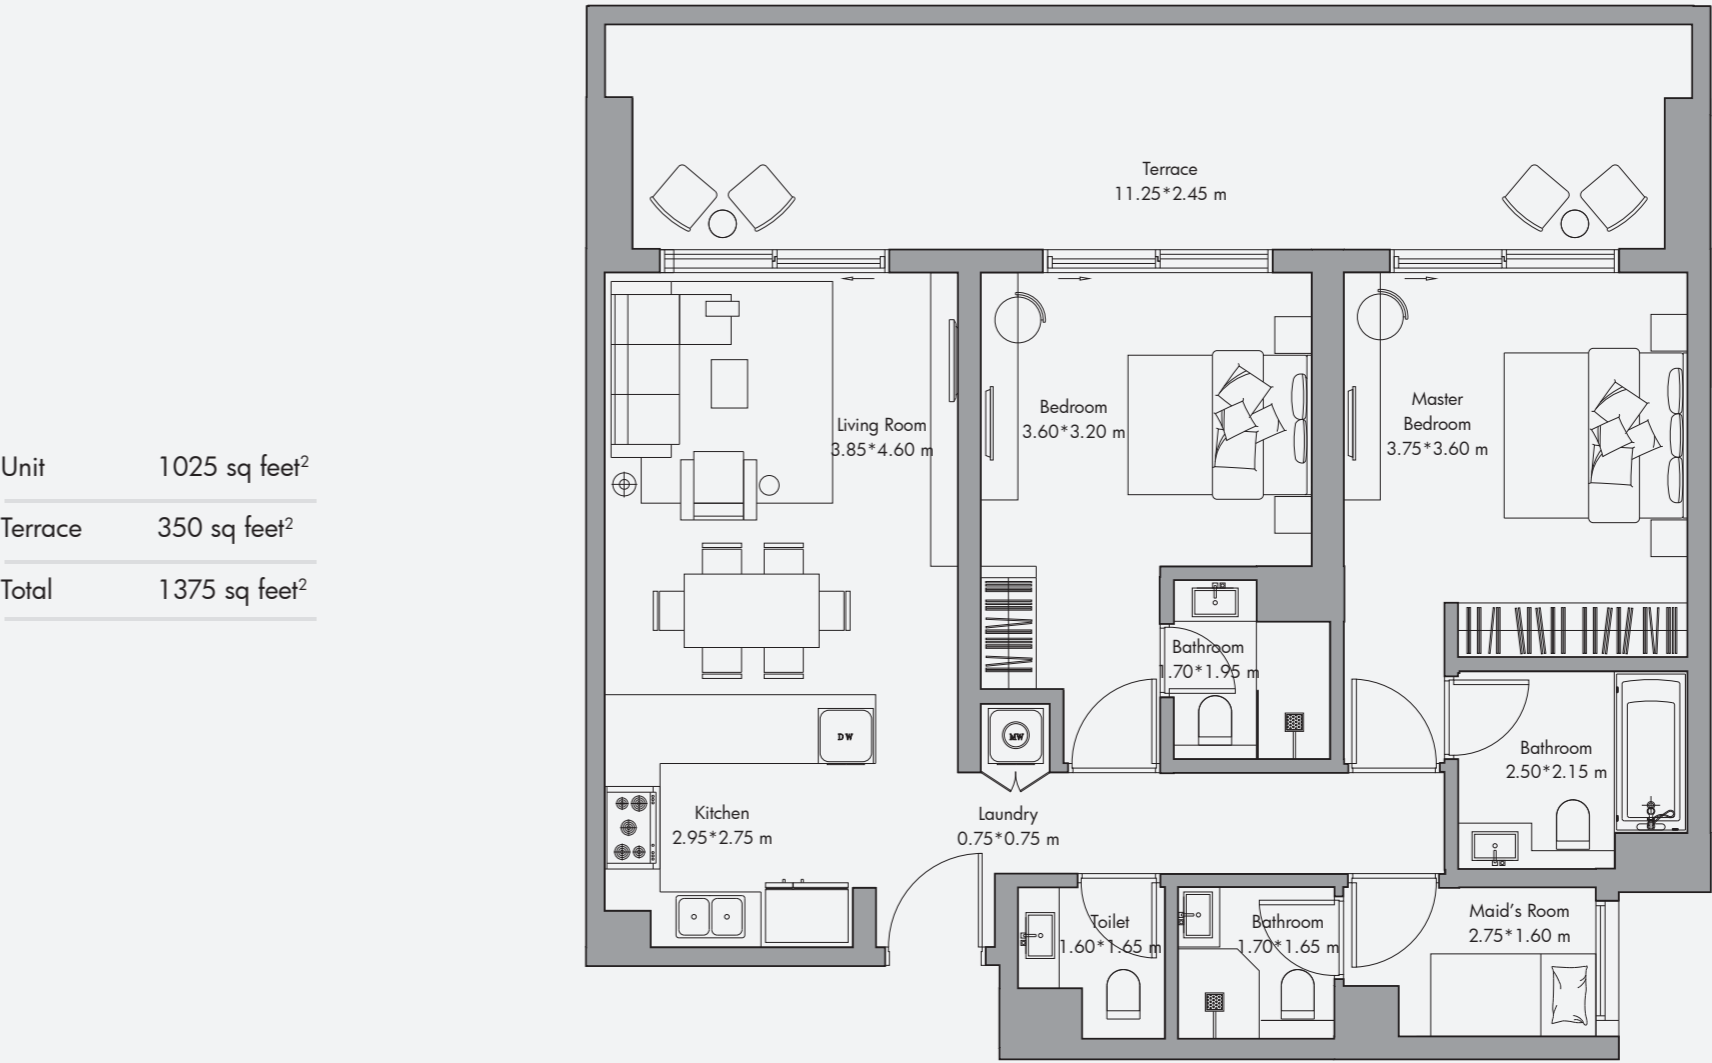 Terrace
11.25*2.45 m
Living Room
3.85*4.60 m
Bedroom
3.60*3.20 m
Master
Bedroom
3.75*3.60 m
Unit 1025 sq feet²
Terrace 350 sq feet²
Total 1375 sq feet²
Bathroom
1.70*1.95 m
DW
MW
Bathroom
2.50*2.15 m
Kitchen
2.95*2.75 m
Laundry
0.75*0.75 m
Toilet
1.60*1.65 m
Bathroom
1.70*1.65 m
Maid's Room
2.75*1.60 m